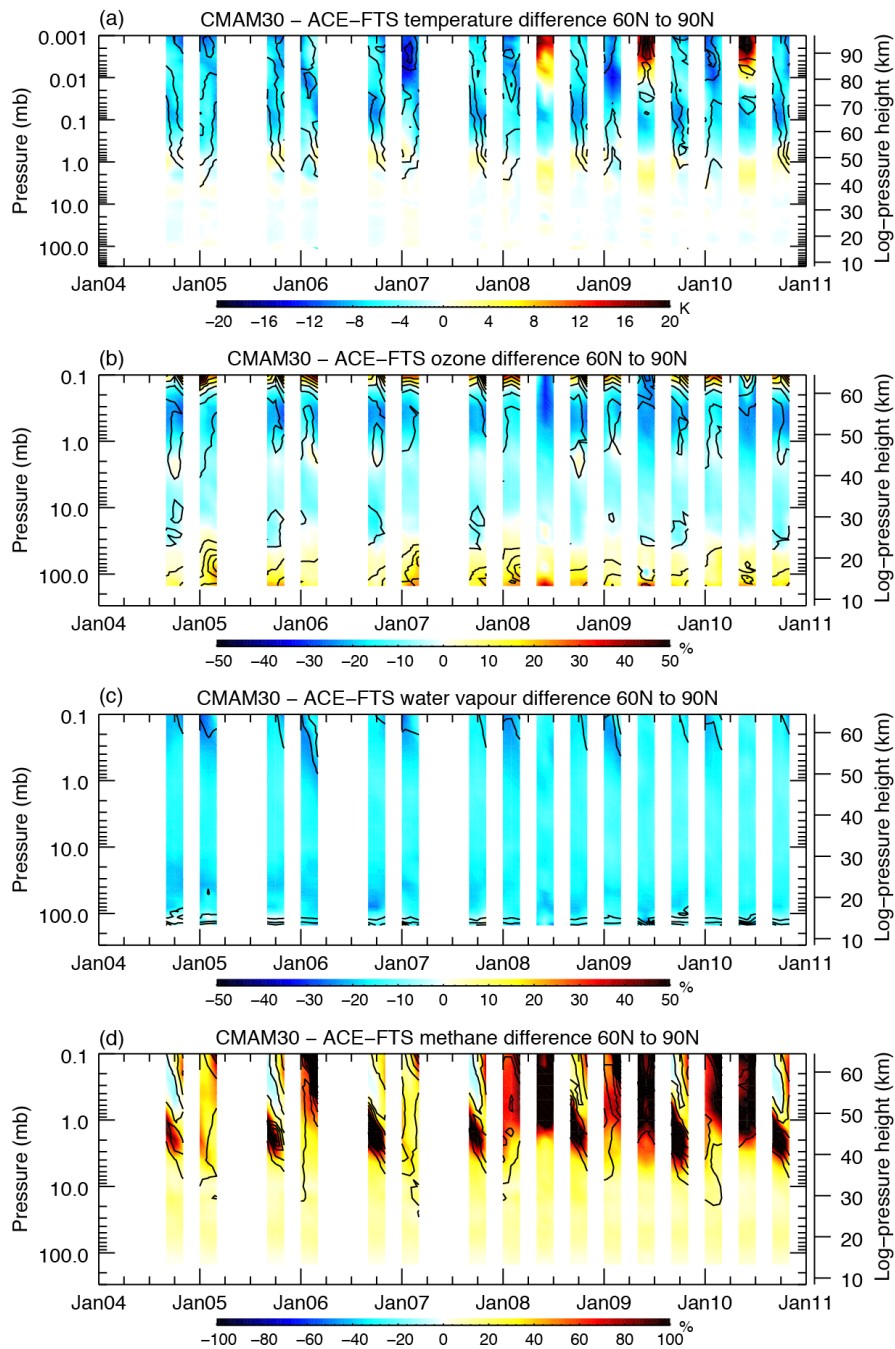 (a) CMAM30 − ACE−FTS temperature difference 60N to 90N
Pressure (mb)
0.001
0.01
0.1
1.0
10.0
100.0
Log−pressure height (km)
90
80
70
60
50
40
30
20
10
Jan04 Jan05 Jan06 Jan07 Jan08 Jan09 Jan10 Jan11
−20 −16 −12 −8 −4 0 4 8 12 16 20 K
(b) CMAM30 − ACE−FTS ozone difference 60N to 90N
Pressure (mb)
0.1
1.0
10.0
100.0
Log−pressure height (km)
60
50
40
30
20
10
Jan04 Jan05 Jan06 Jan07 Jan08 Jan09 Jan10 Jan11
−50 −40 −30 −20 −10 0 10 20 30 40 50 %
(c) CMAM30 − ACE−FTS water vapour difference 60N to 90N
Pressure (mb)
0.1
1.0
10.0
100.0
Log−pressure height (km)
60
50
40
30
20
10
Jan04 Jan05 Jan06 Jan07 Jan08 Jan09 Jan10 Jan11
−50 −40 −30 −20 −10 0 10 20 30 40 50 %
(d) CMAM30 − ACE−FTS methane difference 60N to 90N
Pressure (mb)
0.1
1.0
10.0
100.0
Log−pressure height (km)
60
50
40
30
20
10
Jan04 Jan05 Jan06 Jan07 Jan08 Jan09 Jan10 Jan11
−100 −80 −60 −40 −20 0 20 40 60 80 100 %